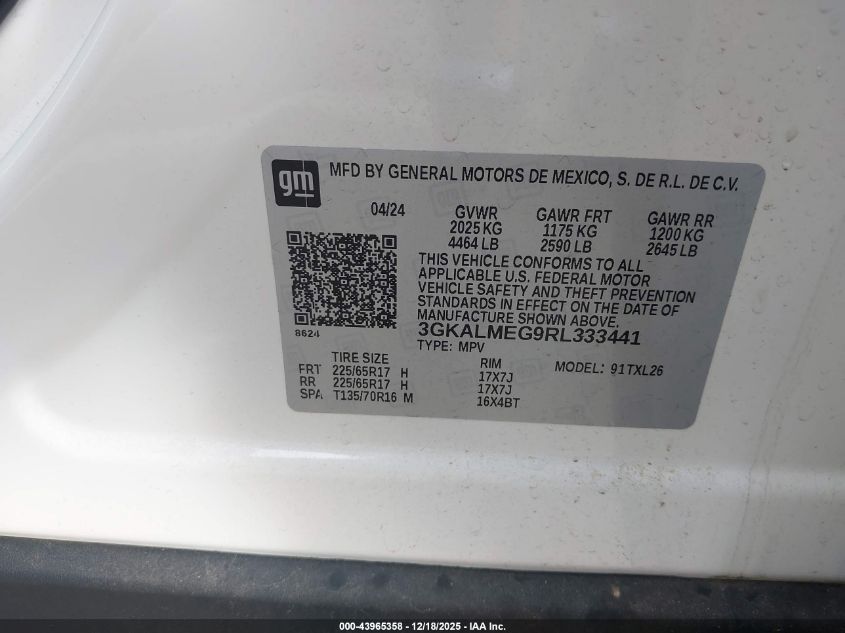 gm
MFD BY GENERAL MOTORS DE MEXICO, S. DE R.L. DE C.V.
04/24 GVWR GAWR FRT GAWR RR
2025 KG 1175 KG 1200 KG
4464 LB 2590 LB 2645 LB
THIS VEHICLE CONFORMS TO ALL
APPLICABLE U.S. FEDERAL MOTOR
VEHICLE SAFETY AND THEFT PREVENTION
STANDARDS IN EFFECT ON THE DATE OF
MANUFACTURE SHOWN ABOVE.
8624
3GKALMEG9RL333441
TYPE: MPV
TIRE SIZE RIM MODEL: 91TXL26
FRT 225/65R17 H 17X7J
RR 225/65R17 H 17X7J
SPA T135/70R16 M 16X4BT
000-43965358 - 12/18/2025 - IAA Inc.